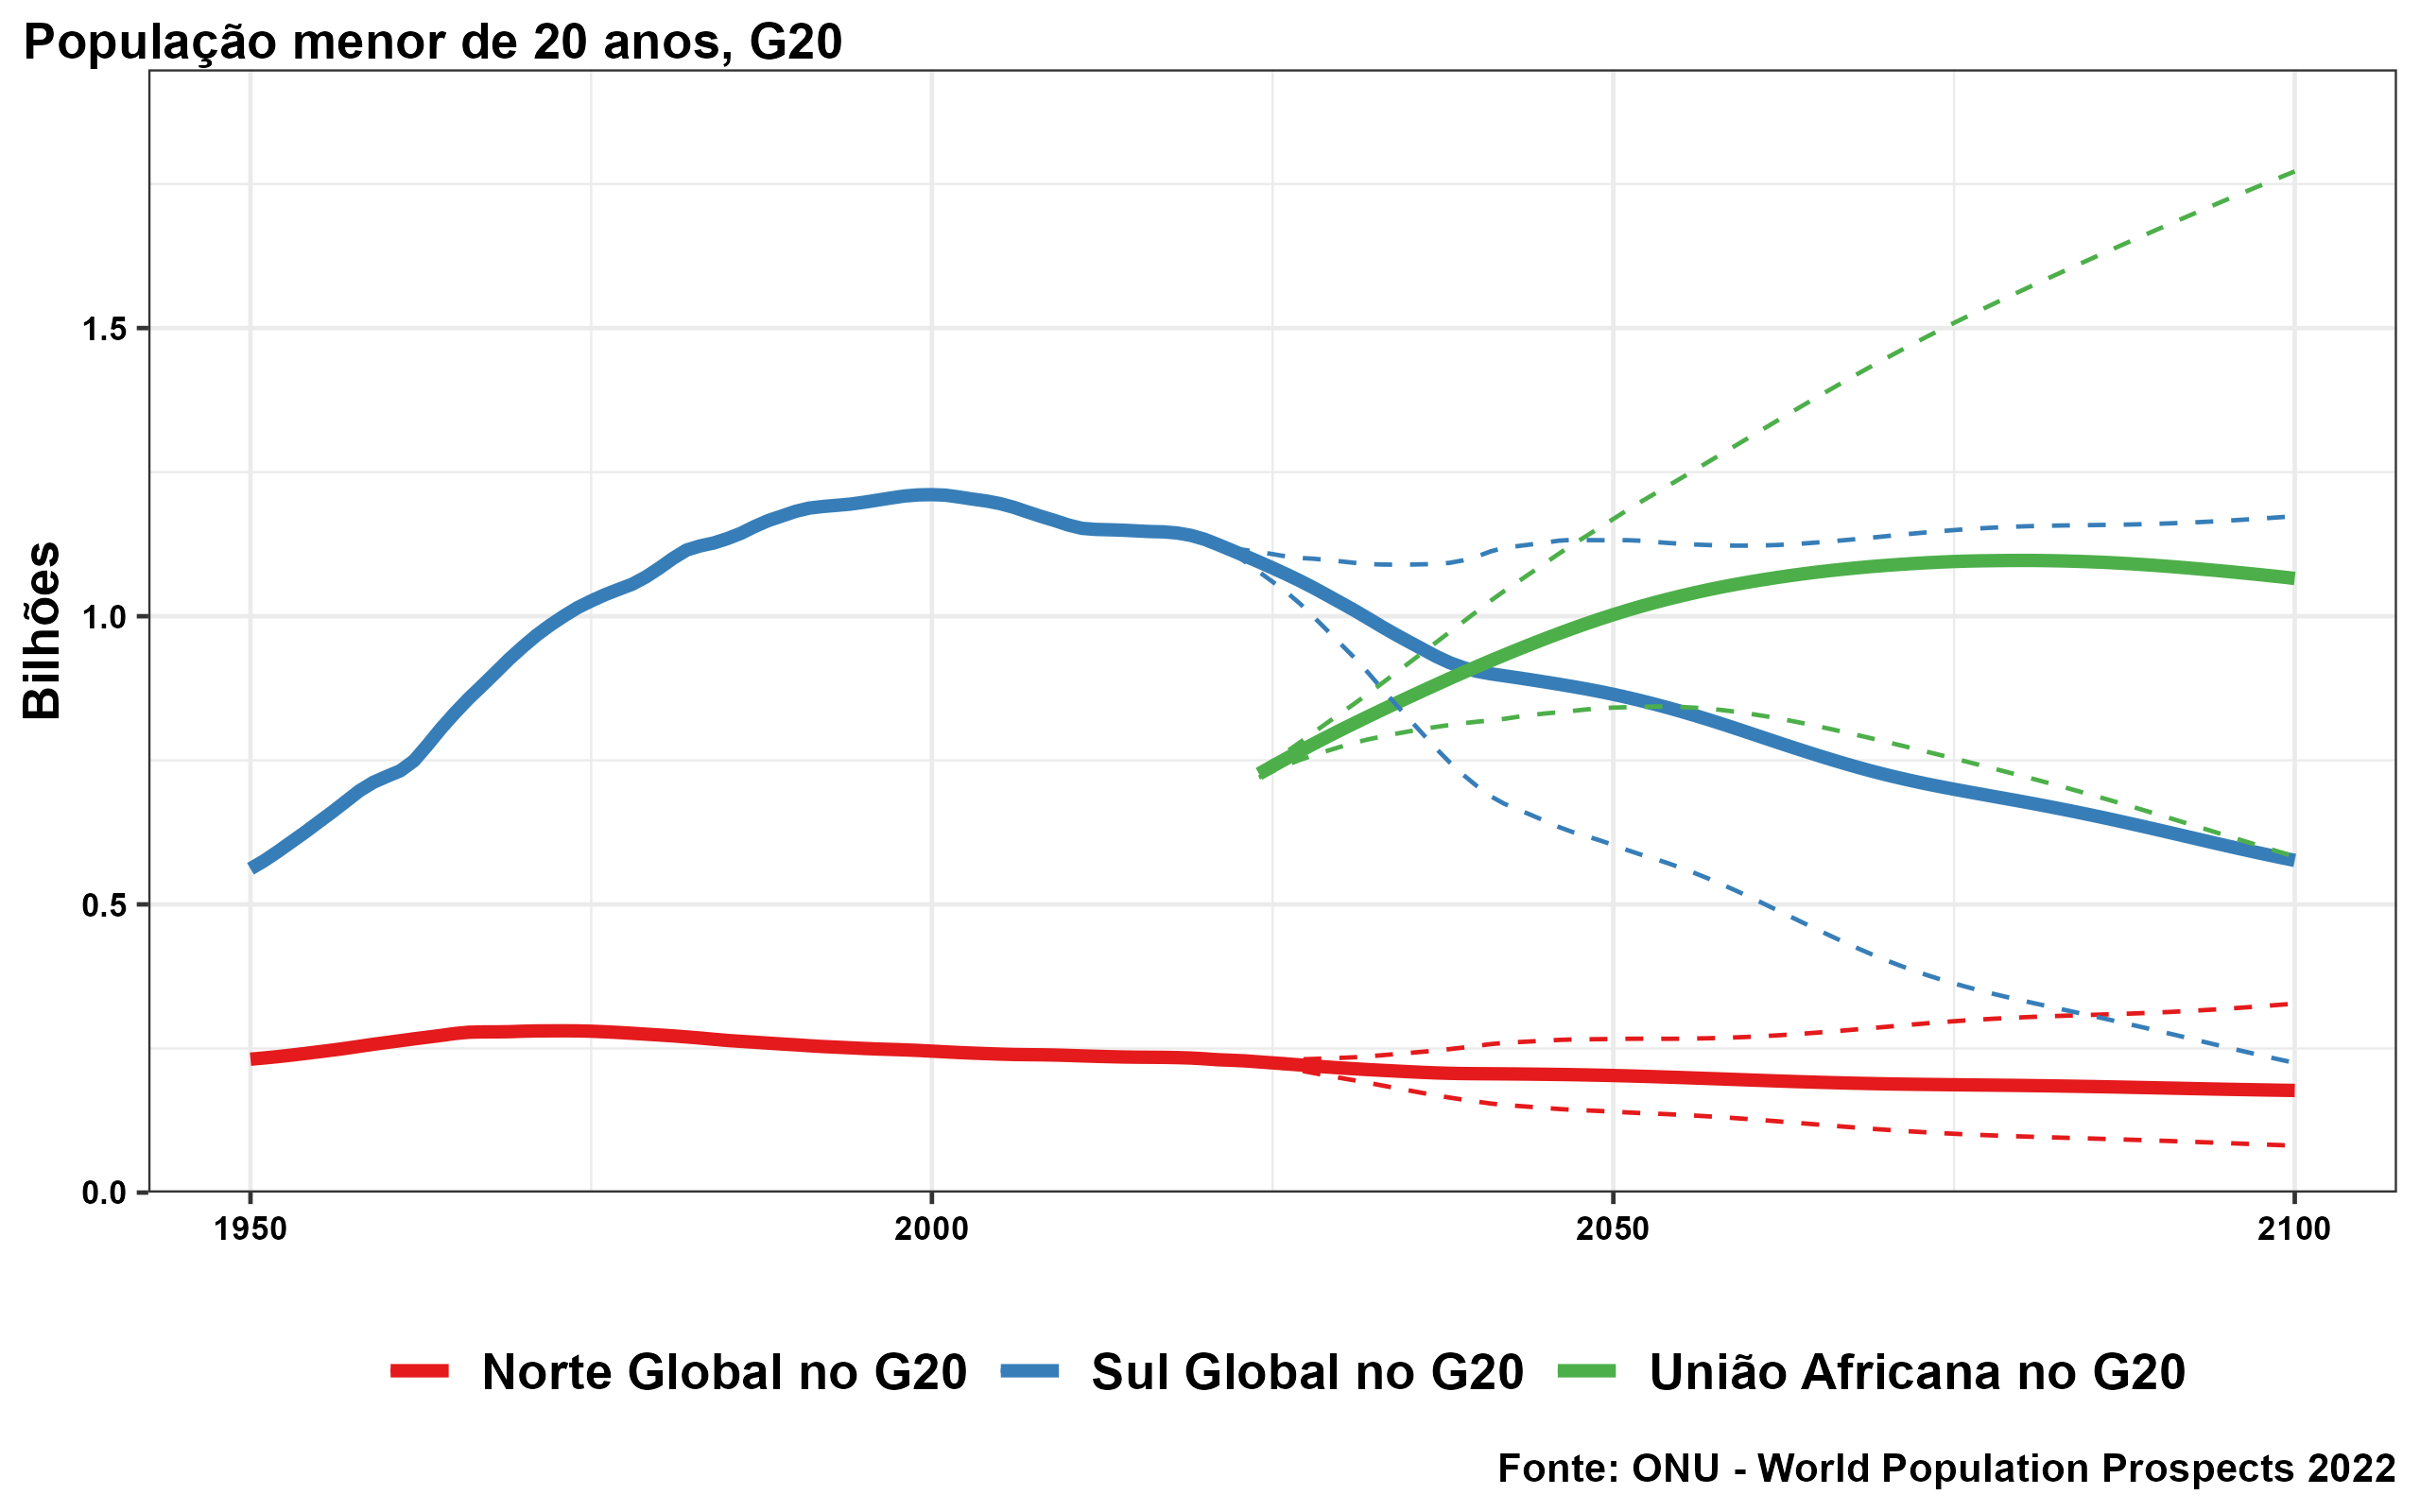 População menor de 20 anos, G20
Bilhões
1.5
1.0
0.5
0.0
1950 2000 2050 2100
Norte Global no G20 Sul Global no G20 União Africana no G20
Fonte: ONU - World Population Prospects 2022